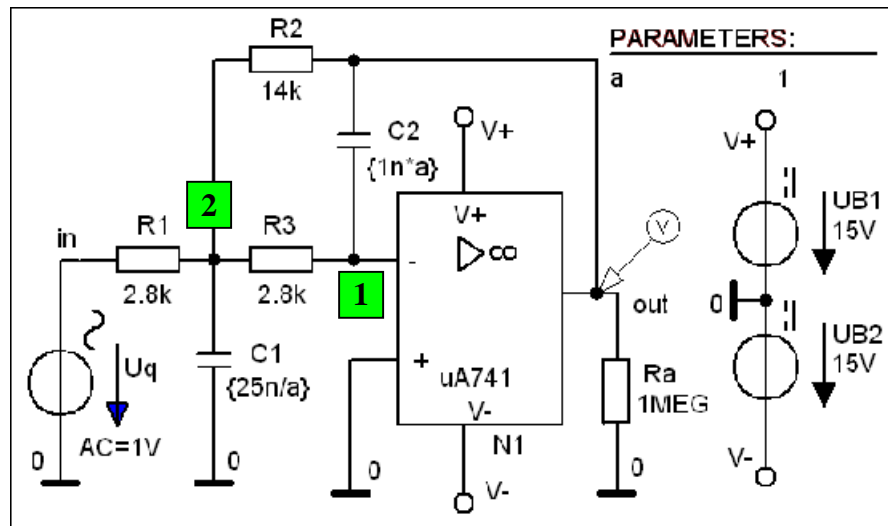 R2
14k
PARAMETERS:
a 1
C2
{1n*a}
V+
V+
2
in
R1
2.8k
R3
2.8k
1
V+
∞
-
+
uA741
V-
N1
V-
V
out
0
UB1
15V
UB2
15V
V-
Uq
AC=1V
C1
{25n/a}
Ra
1MEG
0
0
0
0